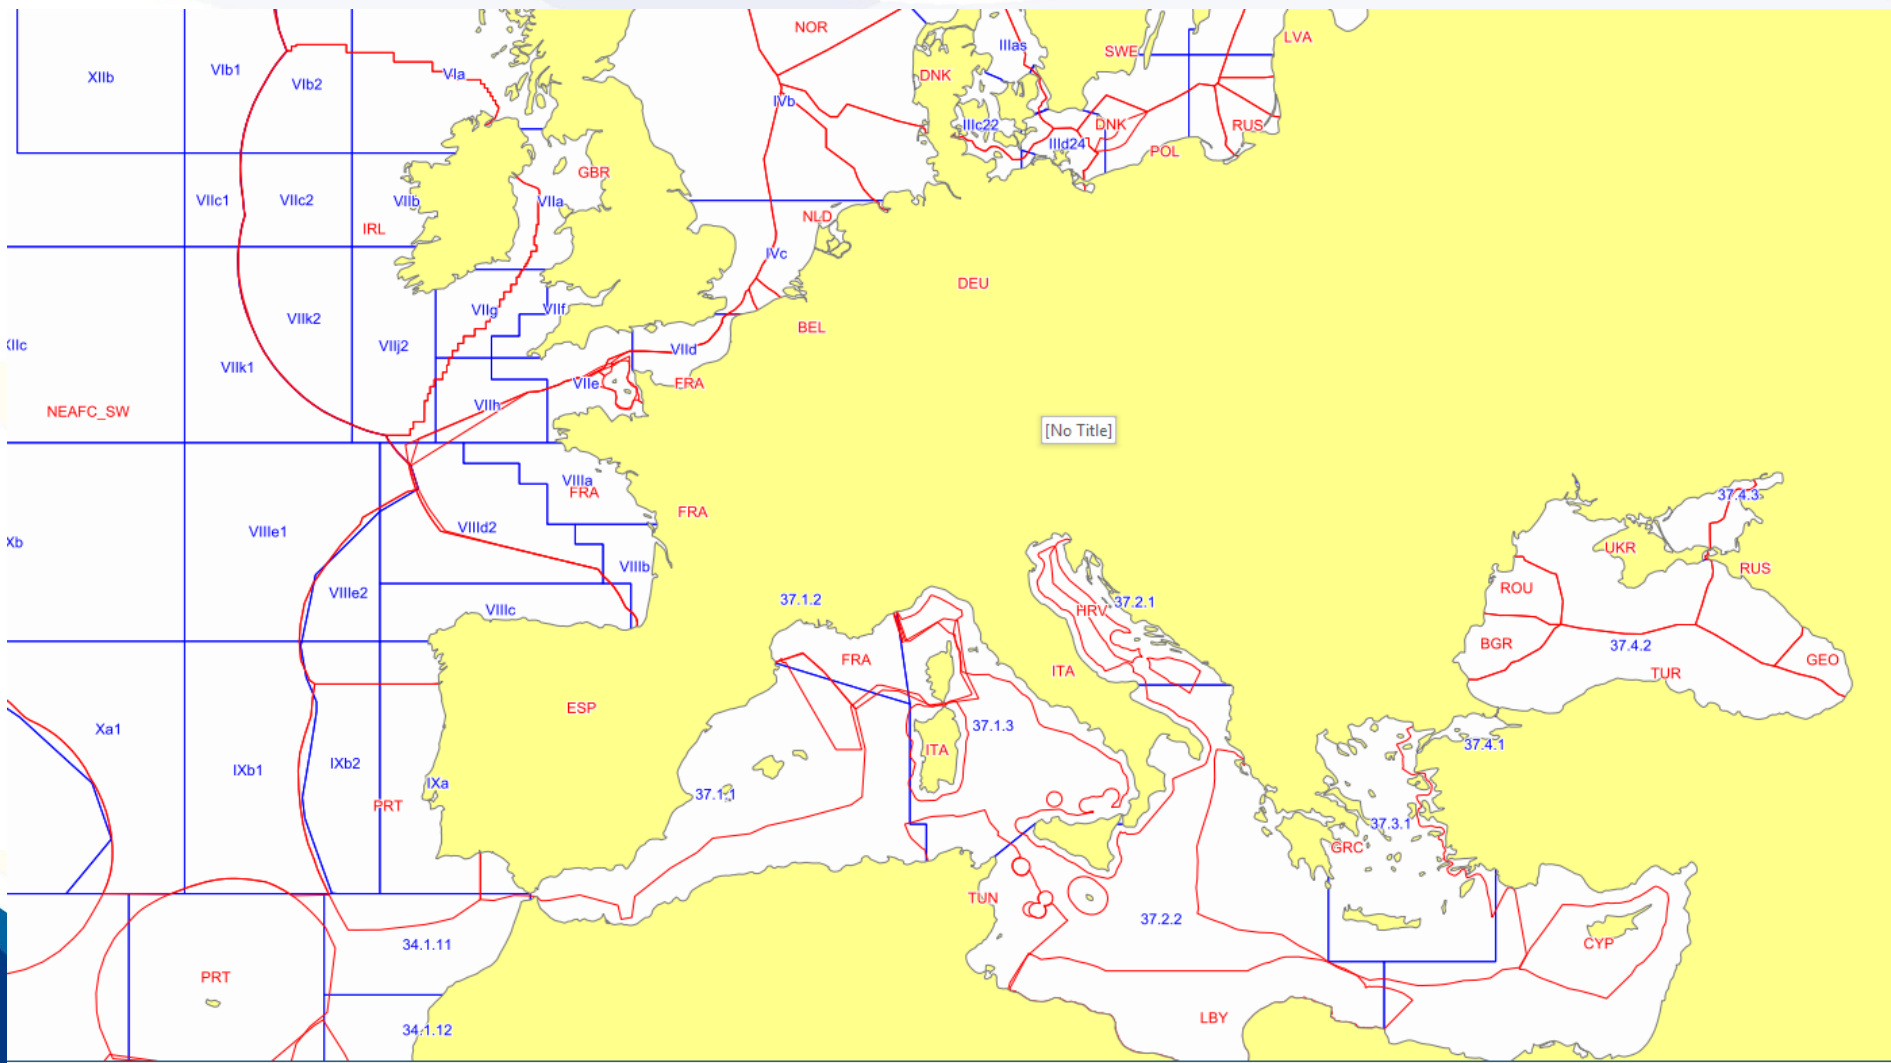 NOR
LVA
IIIas
SWE
XIIb
VIb1
VIb2
VIa
DNK
IVb
IIIc22
DNK
RUS
IIId24
POL
GBR
VIIc1
VIIc2
VIIb
VIIa
IRL
NLD
IVc
DEU
VIIg
VIIf
VIIk2
BEL
XIIc
VIIj2
VIId
VIIk1
VIIe
FRA
VIIh
NEAFC_SW
[No Title]
VIIIa
FRA
37.4.3
FRA
VIIId2
VIIIe1
Xb
UKR
VIIIb
RUS
ROU
VIIIe2
37.1.2
37.2.1
VIIIc
HRV
BGR
37.4.2
FRA
GEO
ITA
TUR
ESP
Xa1
37.1.3
37.4.1
ITA
IXb1
IXb2
IXa
37.1.1
PRT
37.3.1
GRC
TUN
37.2.2
34.1.11
CYP
PRT
LBY
34.1.12